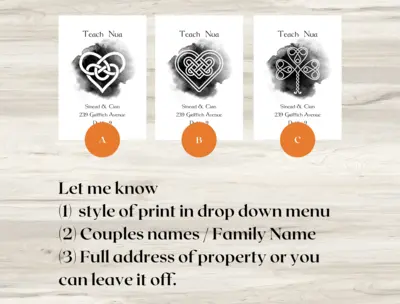 Teach Nua
Teach Nua
Teach Nua
Sinead & Cian
239 Griffith Avenue
Sinead & Cian
239 Griffith Avenue
Sinead & Cian
239 Griffith Avenue
A
B
C
Let me know
(1) style of print in drop down menu
(2) Couples names / Family Name
(3) Full address of property or you
can leave it off.